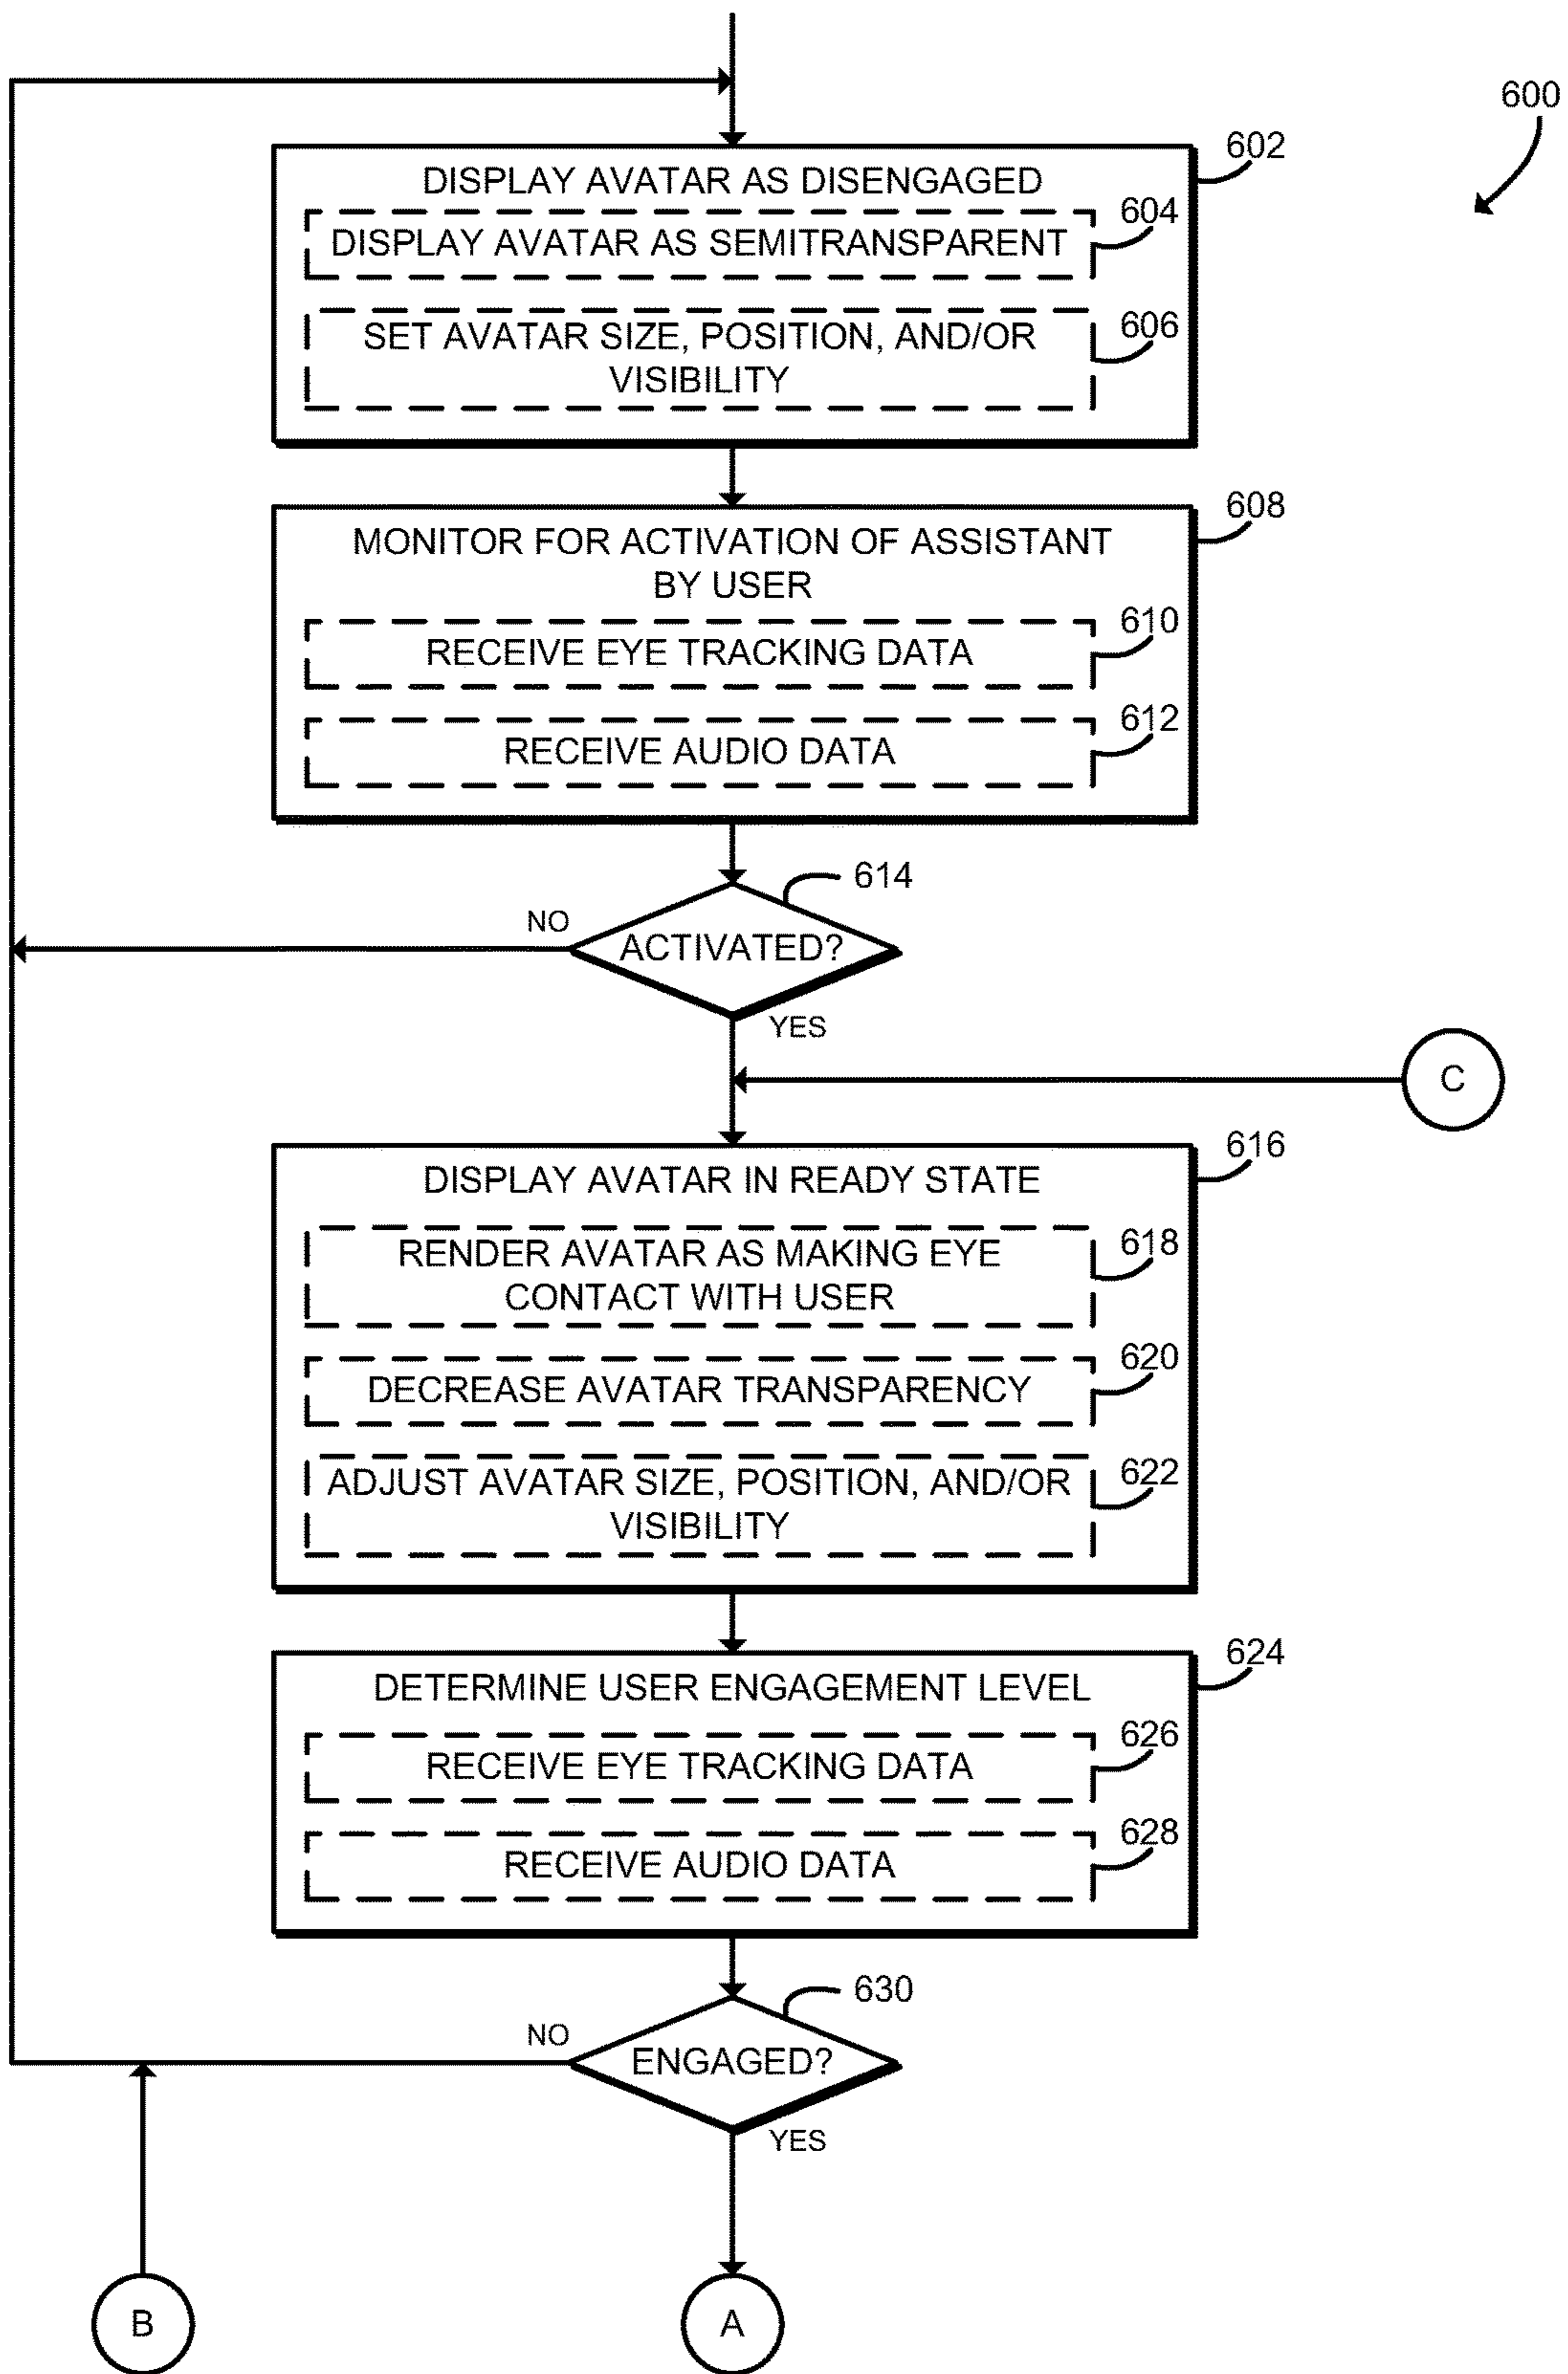 600
602
DISPLAY AVATAR AS DISENGAGED
604
DISPLAY AVATAR AS SEMITRANSPARENT
606
SET AVATAR SIZE, POSITION, AND/OR
VISIBILITY
608
MONITOR FOR ACTIVATION OF ASSISTANT
BY USER
610
RECEIVE EYE TRACKING DATA
612
RECEIVE AUDIO DATA
614
NO
ACTIVATED?
YES
C
616
DISPLAY AVATAR IN READY STATE
618
RENDER AVATAR AS MAKING EYE
CONTACT WITH USER
620
DECREASE AVATAR TRANSPARENCY
622
ADJUST AVATAR SIZE, POSITION, AND/OR
VISIBILITY
624
DETERMINE USER ENGAGEMENT LEVEL
626
RECEIVE EYE TRACKING DATA
628
RECEIVE AUDIO DATA
630
NO
ENGAGED?
YES
B
A